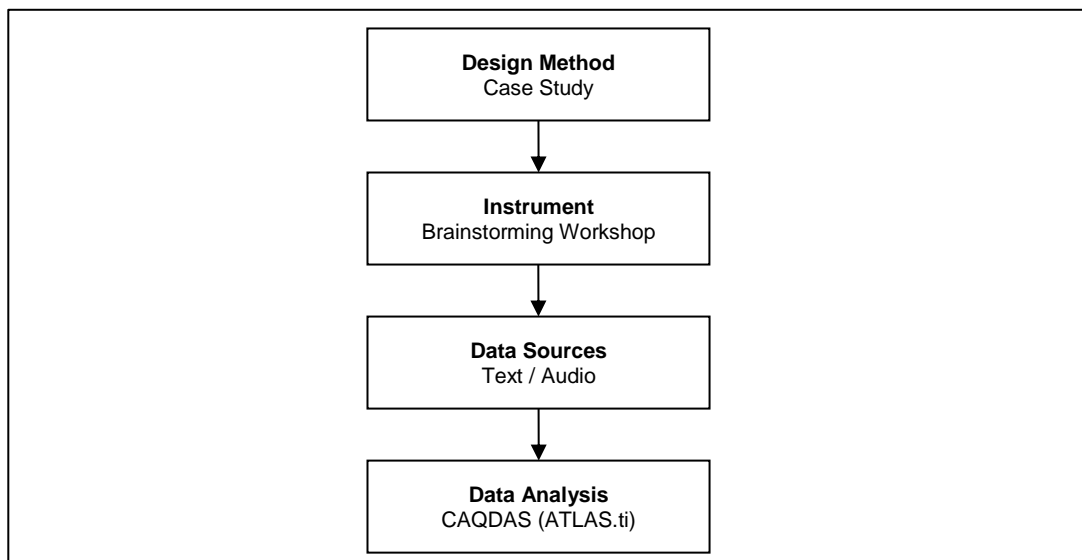 Design Method
Case Study
Instrument
Brainstorming Workshop
Data Sources
Text / Audio
Data Analysis
CAQDAS (ATLAS.ti)